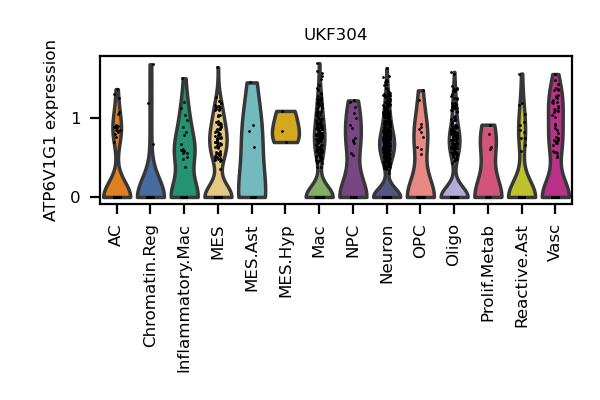 UKF304
ATP6V1G1 expression
1
0
AC
Chromatin.Reg
Inflammatory.Mac
MES
MES.Ast
MES.Hyp
Mac
NPC
Neuron
OPC
Oligo
Prolif.Metab
Reactive.Ast
Vasc